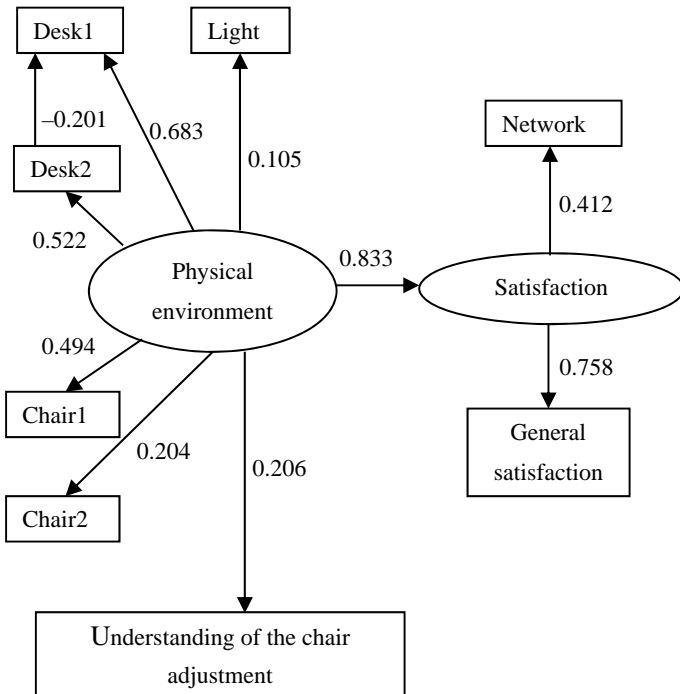 Desk1
Light
–0.201
0.683
Network
Desk2
0.105
0.412
0.522
0.833
Physical
environment
Satisfaction
0.494
0.758
Chair1
0.204
General
satisfaction
0.206
Chair2
Understanding of the chair
adjustment